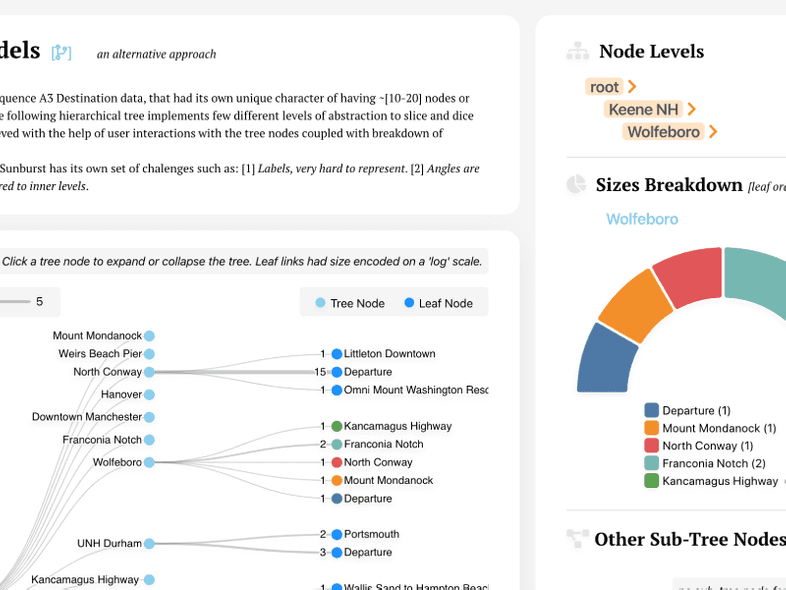 dels
an alternative approach
quence A3 Destination data, that had its own unique character of having ~[10-20] nodes or
e following hierarchical tree implements few different levels of abstraction to slice and dice
ved with the help of user interactions with the tree nodes coupled with breakdown of
Sunburst has its own set of chalenges such as: [1] Labels, very hard to represent. [2] Angles are
red to inner levels.
Click a tree node to expand or collapse the tree. Leaf links had size encoded on a 'log' scale.
5
Tree Node
Leaf Node
Mount Mondanock
Weirs Beach Pier
North Conway
Hanover
Downtown Manchester
Franconia Notch
Wolfeboro
UNH Durham
Kancamagus Highway
1 Littleton Downtown
15 Departure
1 Omni Mount Washington Reso
1 Kancamagus Highway
2 Franconia Notch
1 North Conway
1 Mount Mondanock
1 Departure
2 Portsmouth
3 Departure
1 Wallis Sand to Hampton Beach
Node Levels
root
Keene NH
Wolfeboro
Sizes Breakdown [leaf ord
Wolfeboro
Departure (1)
Mount Mondanock (1)
North Conway (1)
Franconia Notch (2)
Kancamagus Highway
Other Sub-Tree Nodes